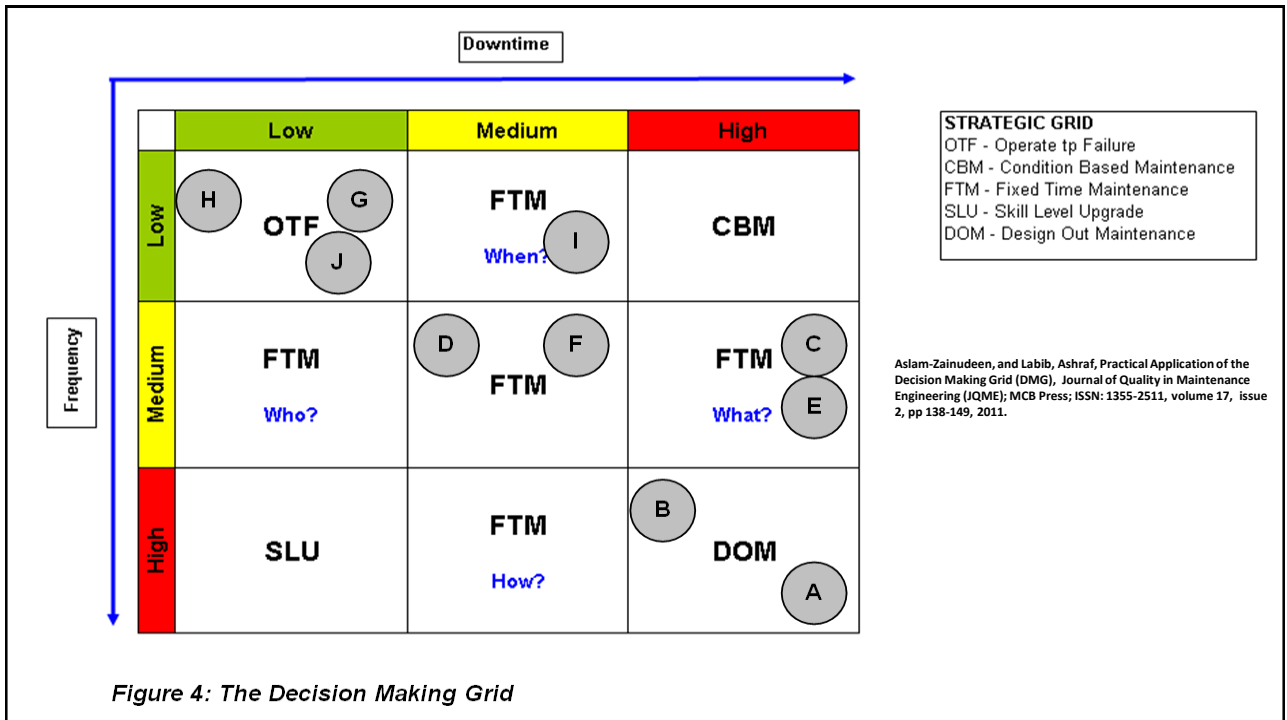 Downtime
Low
Medium
High
STRATEGIC GRID
OTF - Operate tp Failure
CBM - Condition Based Maintenance
FTM - Fixed Time Maintenance
SLU - Skill Level Upgrade
DOM - Design Out Maintenance
Frequency
Low
H
OTF
G
J
FTM
When?
I
CBM
Medium
FTM
Who?
D
F
FTM
FTM
What?
C
E
High
SLU
FTM
How?
B
DOM
A
Aslam-Zainudeen, and Labib, Ashraf, Practical Application of the
Decision Making Grid (DMG), Journal of Quality in Maintenance
Engineering (JQME); MCB Press; ISSN: 1355-2511, volume 17, issue
2, pp 138-149, 2011.
Figure 4: The Decision Making Grid